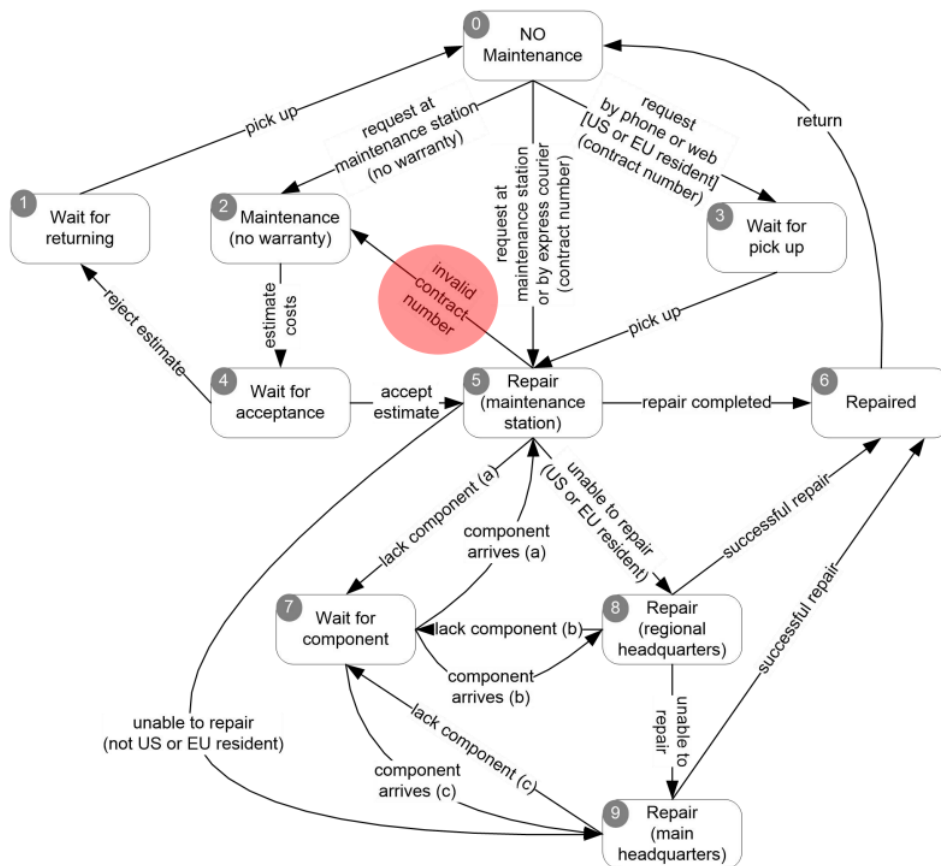 0
NO
Maintenance
pick up
request at
maintenance station
(no warranty)
request at
maintenance station
or by express courier
(contract number)
request
by phone or web
[US or EU resident]
(contract number)
return
1
Wait for
returning
2
Maintenance
(no warranty)
3
Wait for
pick up
invalid
contract
number
reject estimate
estimate
costs
pick up
4
Wait for
acceptance
accept
estimate
5
Repair
(maintenance
station)
repair completed
6
Repaired
lack component (a)
component
arrives (a)
unable to repair
(US or EU resident)
successful repair
successful repair
7
Wait for
component
lack component (b)
component
arrives (b)
8
Repair
(regional
headquarters)
unable to repair
(not US or EU resident)
lack component (c)
component
arrives (c)
unable to
repair
9
Repair
(main
headquarters)